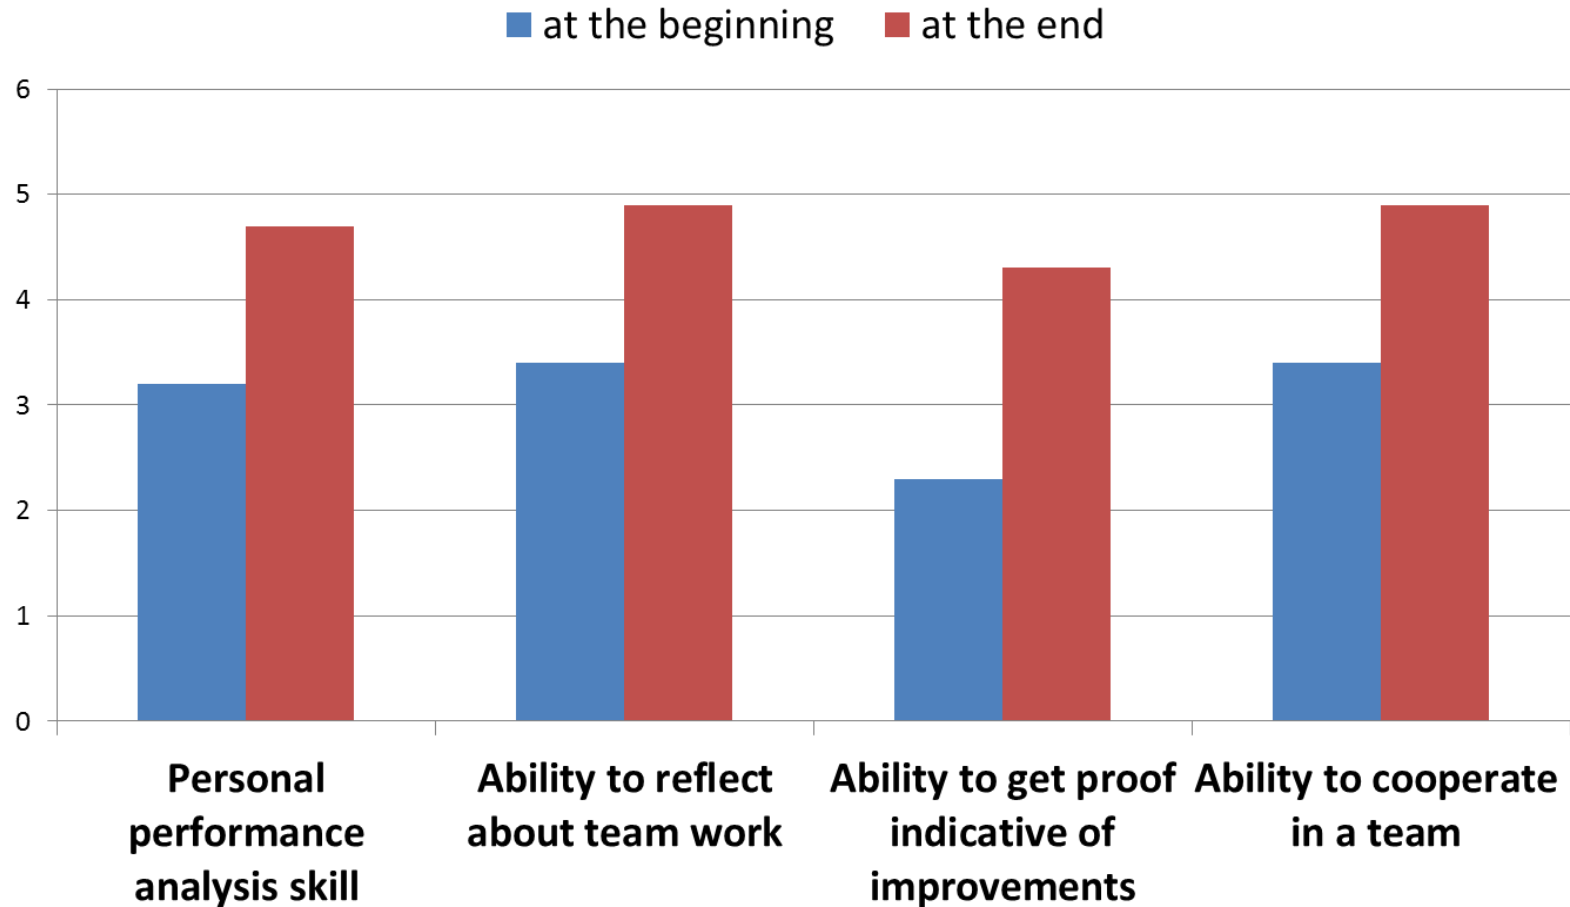 at the beginning at the end
6
5
4
3
2
1
0
Personal
performance
analysis skill
Ability to reflect
about team work
Ability to get proof
indicative of
improvements
Ability to cooperate
in a team